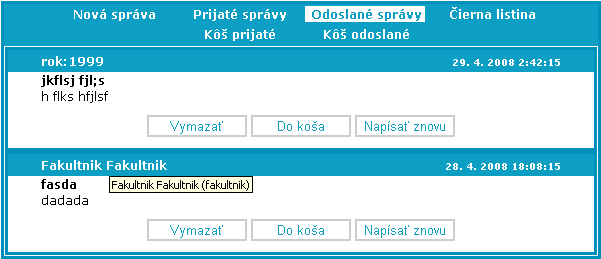 Nová správa Prijaté správy Odoslané správy Čierna listina
Kôš prijaté Kôš odoslané
rok:1999 29. 4. 2008 2:42:15
jkflsj fjl;s
h flks hfjlsf
Vymazať Do koša Napísať znovu
Fakultnik Fakultnik 28. 4. 2008 18:08:15
fasda Fakultnik Fakultnik (fakultnik)
dadada
Vymazať Do koša Napísať znovu